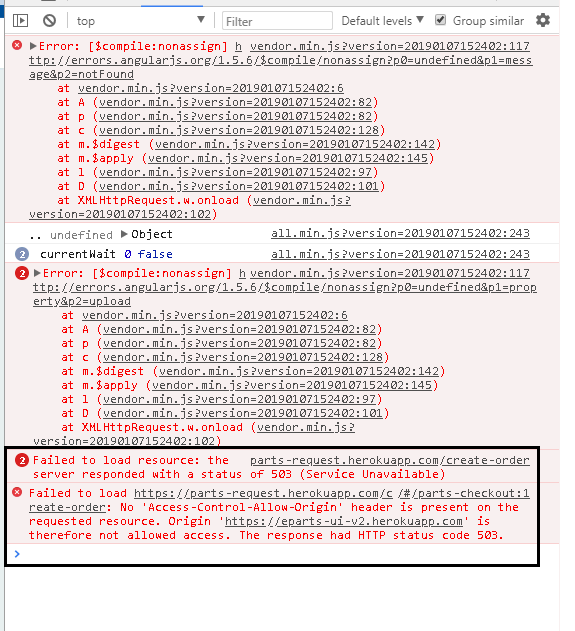 top ▼ Filter Default levels ▼ Group similar
Error: [$compile:nonassign] h vendor.min.js?version=20190107152402:117
ttp://errors.angularjs.org/1.5.6/$compile/nonassign?p0=undefined&p1=mess
age&p2=notFound
at vendor.min.js?version=20190107152402:6
at A (vendor.min.js?version=20190107152402:82)
at p (vendor.min.js?version=20190107152402:82)
at c (vendor.min.js?version=20190107152402:128)
at m.$digest (vendor.min.js?version=20190107152402:142)
at m.$apply (vendor.min.js?version=20190107152402:145)
at l (vendor.min.js?version=20190107152402:97)
at D (vendor.min.js?version=20190107152402:101)
at XMLHttpRequest.w.onload (vendor.min.js?
version=20190107152402:102)
.. undefined ▶Object all.min.js?version=20190107152402:243
2 currentWait 0 false all.min.js?version=20190107152402:243
2 ▶Error: [$compile:nonassign] h vendor.min.js?version=20190107152402:117
ttp://errors.angularjs.org/1.5.6/$compile/nonassign?p0=undefined&p1=prop
erty&p2=upload
at vendor.min.js?version=20190107152402:6
at A (vendor.min.js?version=20190107152402:82)
at p (vendor.min.js?version=20190107152402:82)
at c (vendor.min.js?version=20190107152402:128)
at m.$digest (vendor.min.js?version=20190107152402:142)
at m.$apply (vendor.min.js?version=20190107152402:145)
at l (vendor.min.js?version=20190107152402:97)
at D (vendor.min.js?version=20190107152402:101)
at XMLHttpRequest.w.onload (vendor.min.js?
version=20190107152402:102)
2 Failed to load resource: the parts-request.herokuapp.com/create-order
server responded with a status of 503 (Service Unavailable)
Failed to load https://parts-request.herokuapp.com/c /#/parts-checkout:1
reate-order: No 'Access-Control-Allow-Origin' header is present on the
requested resource. Origin 'https://eparts-ui-v2.herokuapp.com' is
therefore not allowed access. The response had HTTP status code 503.